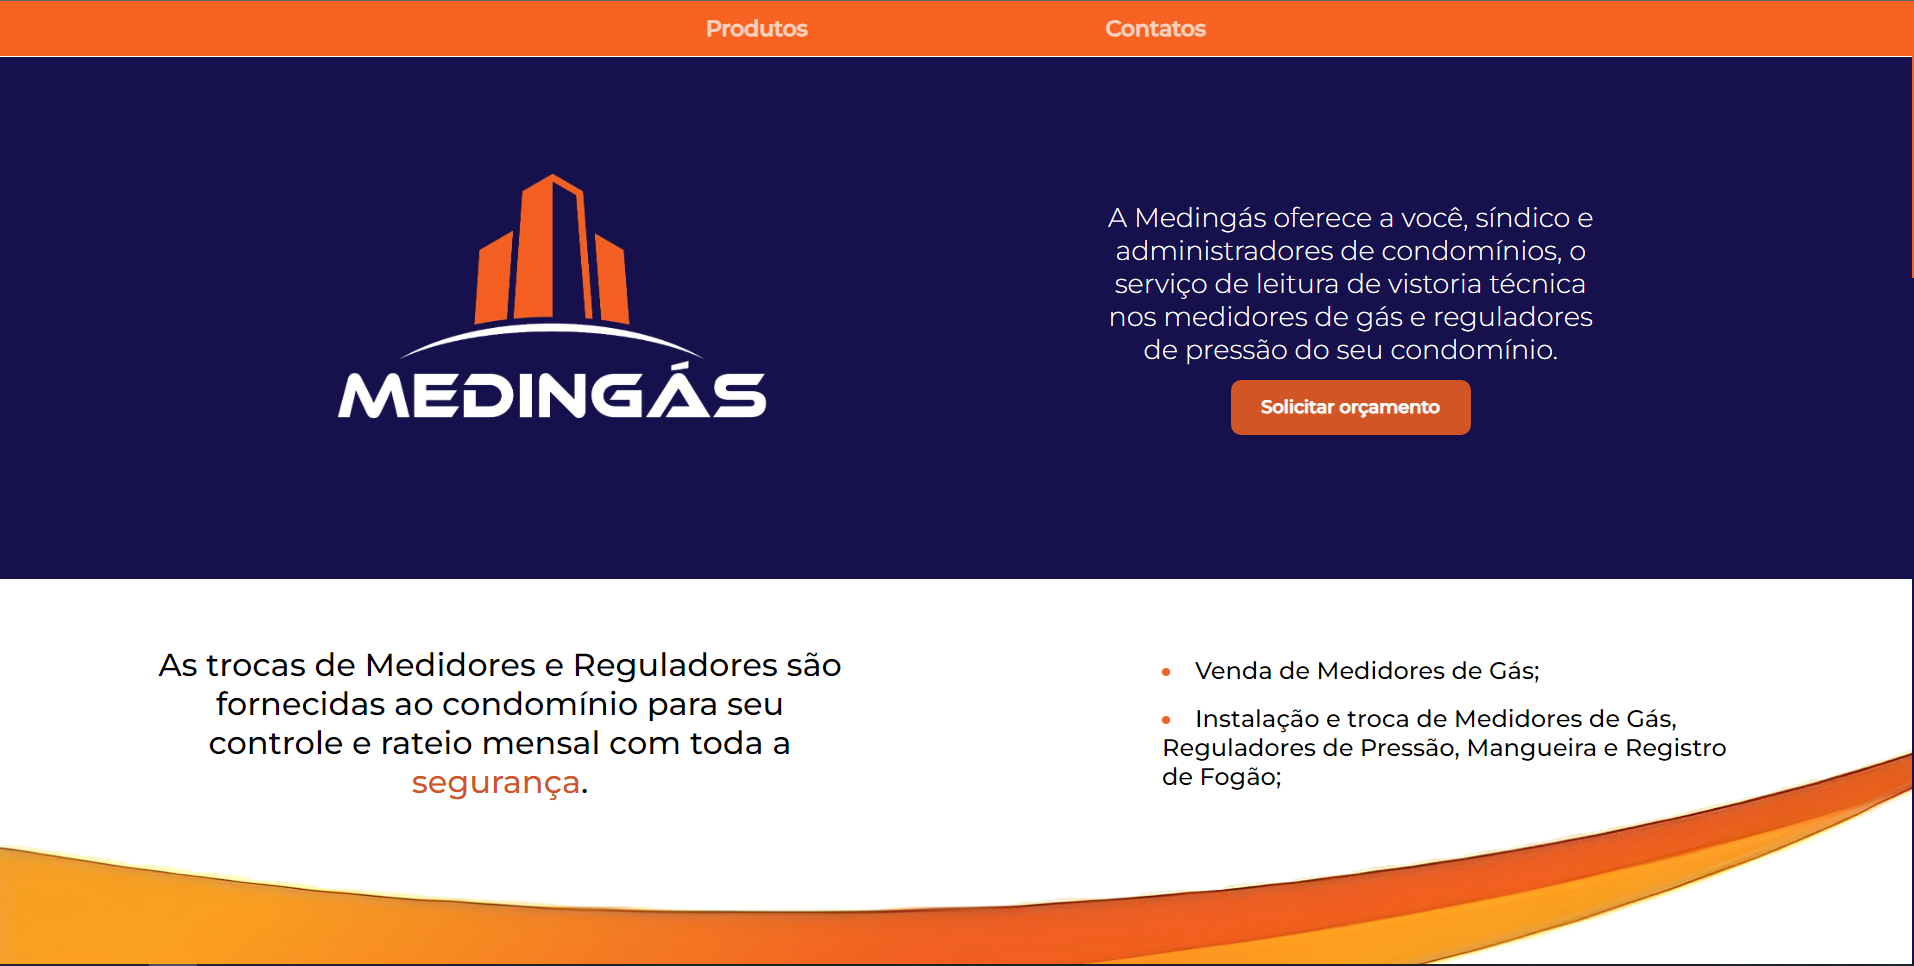 Produtos
Contatos
MEDINGÁS
A Medingás oferece a você, síndico e
administradores de condomínios, o
serviço de leitura de vistoria técnica
nos medidores de gás e reguladores
de pressão do seu condomínio.
Solicitar orçamento
As trocas de Medidores e Reguladores são
fornecidas ao condomínio para seu
controle e rateio mensal com toda a
segurança.
Venda de Medidores de Gás;
Instalação e troca de Medidores de Gás,
Reguladores de Pressão, Mangueira e Registro
de Fogão;